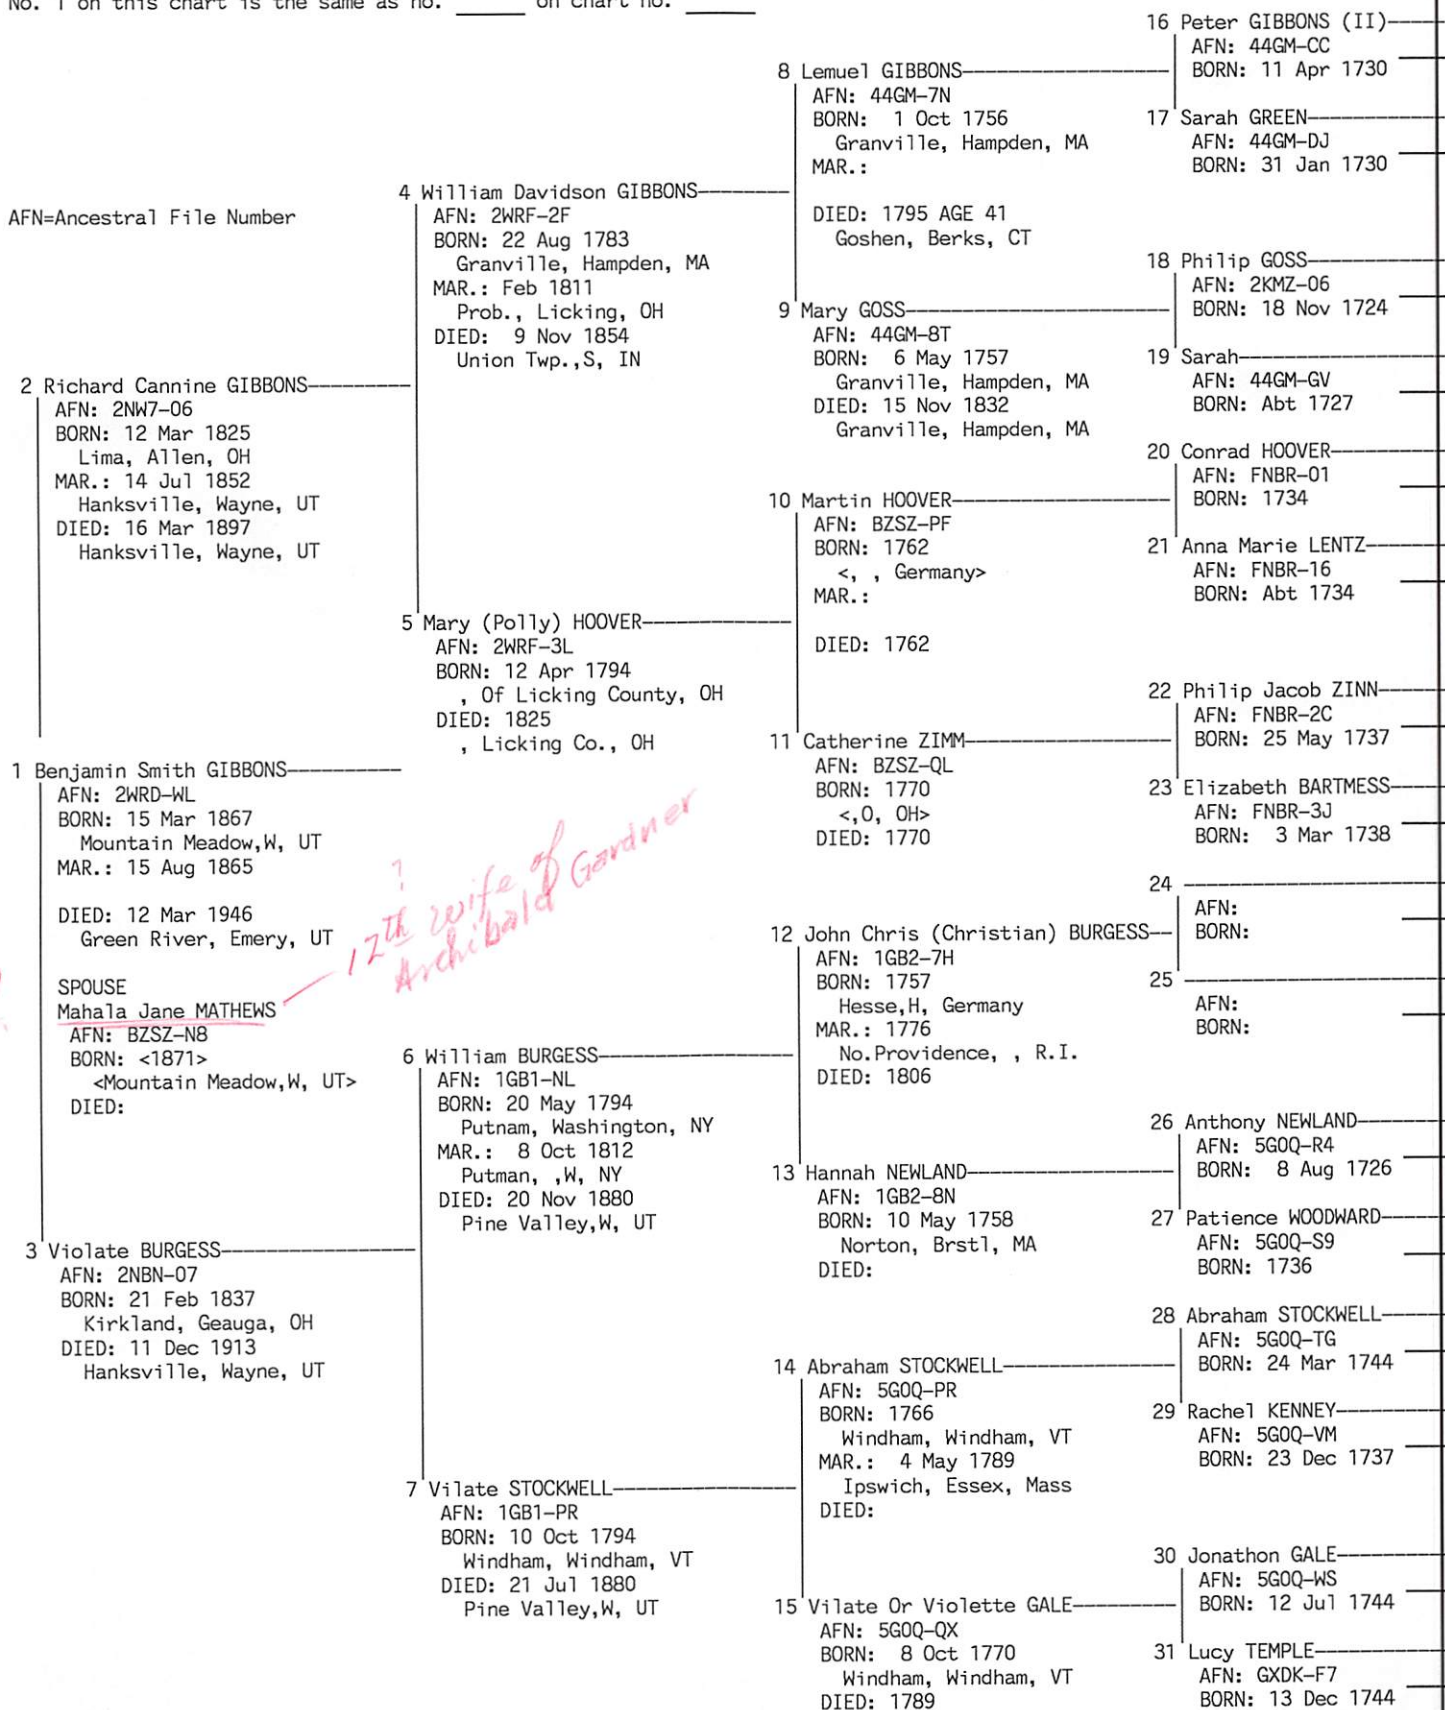 No. 1 on this chart is the same as no. _____ on chart no. _____
AFN=Ancestral File Number
1 Benjamin Smith GIBBONS
AFN: 2WRD-WL
BORN: 15 Mar 1867
Mountain Meadow,W, UT
MAR.: 15 Aug 1865
DIED: 12 Mar 1946
Green River, Emery, UT
SPOUSE
Mahala Jane MATHEWS
AFN: BZSZ-N8
BORN: <1871>
<Mountain Meadow,W, UT>
DIED:
?
12th wife of
Archibald Gardner
2 Richard Cannine GIBBONS
AFN: 2NW7-06
BORN: 12 Mar 1825
Lima, Allen, OH
MAR.: 14 Jul 1852
Hanksville, Wayne, UT
DIED: 16 Mar 1897
Hanksville, Wayne, UT
3 Violate BURGESS
AFN: 2NBN-07
BORN: 21 Feb 1837
Kirkland, Geauga, OH
DIED: 11 Dec 1913
Hanksville, Wayne, UT
4 William Davidson GIBBONS
AFN: 2WRF-2F
BORN: 22 Aug 1783
Granville, Hampden, MA
MAR.: Feb 1811
Prob., Licking, OH
DIED: 9 Nov 1854
Union Twp.,S, IN
5 Mary (Polly) HOOVER
AFN: 2WRF-3L
BORN: 12 Apr 1794
, Of Licking County, OH
DIED: 1825
, Licking Co., OH
6 William BURGESS
AFN: 1GB1-NL
BORN: 20 May 1794
Putnam, Washington, NY
MAR.: 8 Oct 1812
Putman, ,W, NY
DIED: 20 Nov 1880
Pine Valley,W, UT
7 Vilate STOCKWELL
AFN: 1GB1-PR
BORN: 10 Oct 1794
Windham, Windham, VT
DIED: 21 Jul 1880
Pine Valley,W, UT
8 Lemuel GIBBONS
AFN: 44GM-7N
BORN: 1 Oct 1756
Granville, Hampden, MA
MAR.:
DIED: 1795 AGE 41
Goshen, Berks, CT
9 Mary GOSS
AFN: 44GM-8T
BORN: 6 May 1757
Granville, Hampden, MA
DIED: 15 Nov 1832
Granville, Hampden, MA
10 Martin HOOVER
AFN: BZSZ-PF
BORN: 1762
<, , Germany>
MAR.:
DIED: 1762
11 Catherine ZIMM
AFN: BZSZ-QL
BORN: 1770
<,O, OH>
DIED: 1770
12 John Chris (Christian) BURGESS
AFN: 1GB2-7H
BORN: 1757
Hesse,H, Germany
MAR.: 1776
No.Providence, , R.I.
DIED: 1806
13 Hannah NEWLAND
AFN: 1GB2-8N
BORN: 10 May 1758
Norton, Brstl, MA
DIED:
14 Abraham STOCKWELL
AFN: 5G0Q-PR
BORN: 1766
Windham, Windham, VT
MAR.: 4 May 1789
Ipswich, Essex, Mass
DIED:
15 Vilate Or Violette GALE
AFN: 5G0Q-QX
BORN: 8 Oct 1770
Windham, Windham, VT
DIED: 1789
16 Peter GIBBONS (II)
AFN: 44GM-CC
BORN: 11 Apr 1730
17 Sarah GREEN
AFN: 44GM-DJ
BORN: 31 Jan 1730
18 Philip GOSS
AFN: 2KMZ-06
BORN: 18 Nov 1724
19 Sarah
AFN: 44GM-GV
BORN: Abt 1727
20 Conrad HOOVER
AFN: FNBR-01
BORN: 1734
21 Anna Marie LENTZ
AFN: FNBR-16
BORN: Abt 1734
22 Philip Jacob ZINN
AFN: FNBR-2C
BORN: 25 May 1737
23 Elizabeth BARTMESS
AFN: FNBR-3J
BORN: 3 Mar 1738
24
AFN:
BORN:
25
AFN:
BORN:
26 Anthony NEWLAND
AFN: 5G0Q-R4
BORN: 8 Aug 1726
27 Patience WOODWARD
AFN: 5G0Q-S9
BORN: 1736
28 Abraham STOCKWELL
AFN: 5G0Q-TG
BORN: 24 Mar 1744
29 Rachel KENNEY
AFN: 5G0Q-VM
BORN: 23 Dec 1737
30 Jonathon GALE
AFN: 5G0Q-WS
BORN: 12 Jul 1744
31 Lucy TEMPLE
AFN: GXDK-F7
BORN: 13 Dec 1744